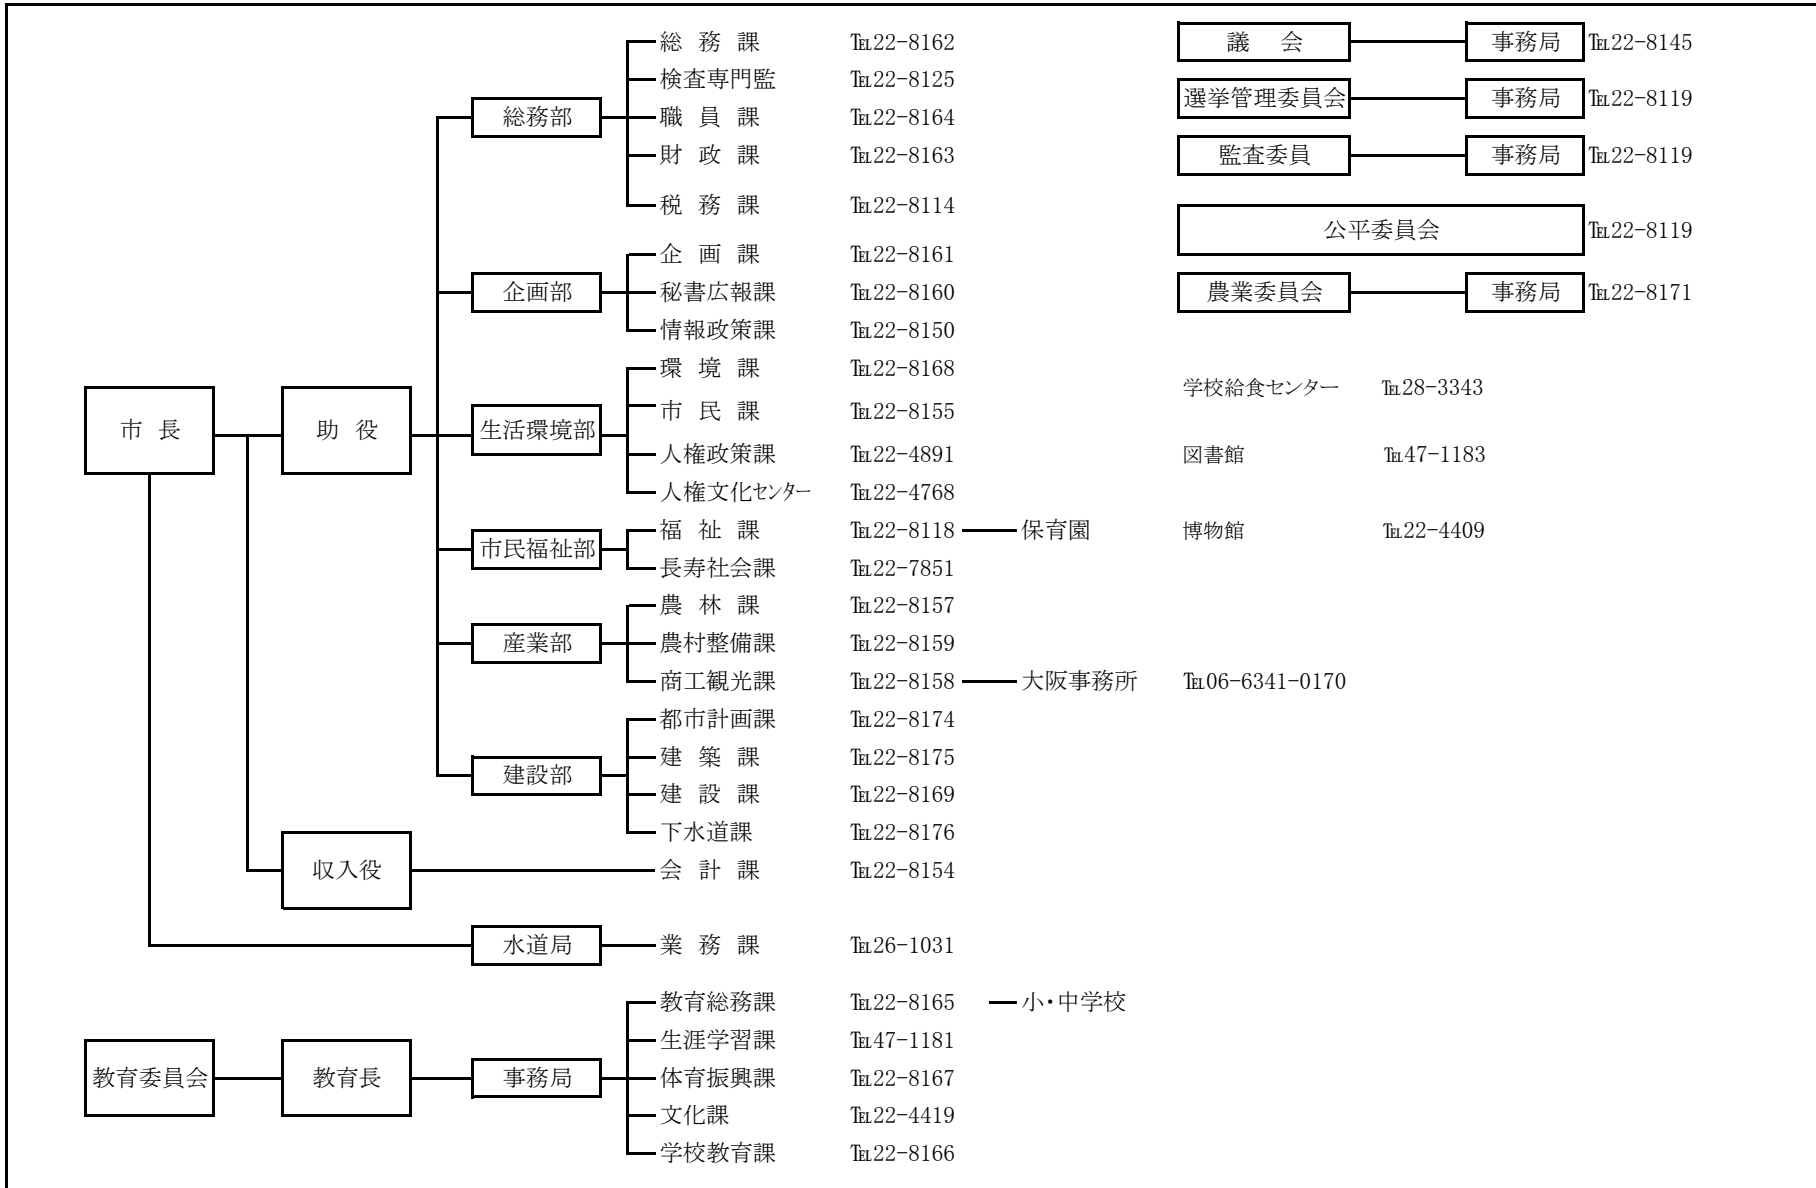 総務課 ℡22-8162
検査専門監 ℡22-8125
総務部
職員課 ℡22-8164
財政課 ℡22-8163
税務課 ℡22-8114
企画課 ℡22-8161
企画部
秘書広報課 ℡22-8160
情報政策課 ℡22-8150
環境課 ℡22-8168
市民課 ℡22-8155
市長
助役
生活環境部
人権政策課 ℡22-4891
人権文化センター ℡22-4768
福祉課 ℡22-8118 保育園
市民福祉部
長寿社会課 ℡22-7851
農林課 ℡22-8157
産業部
農村整備課 ℡22-8159
商工観光課 ℡22-8158 大阪事務所 ℡06-6341-0170
都市計画課 ℡22-8174
建築課 ℡22-8175
建設部
建設課 ℡22-8169
下水道課 ℡22-8176
収入役
会計課 ℡22-8154
水道局
業務課 ℡26-1031
教育総務課 ℡22-8165 小・中学校
生涯学習課 ℡47-1181
教育委員会
教育長
事務局
体育振興課 ℡22-8167
文化課 ℡22-4419
学校教育課 ℡22-8166
議会 事務局 ℡22-8145
選挙管理委員会 事務局 ℡22-8119
監査委員 事務局 ℡22-8119
公平委員会 ℡22-8119
農業委員会 事務局 ℡22-8171
学校給食センター ℡28-3343
図書館 ℡47-1183
博物館 ℡22-4409